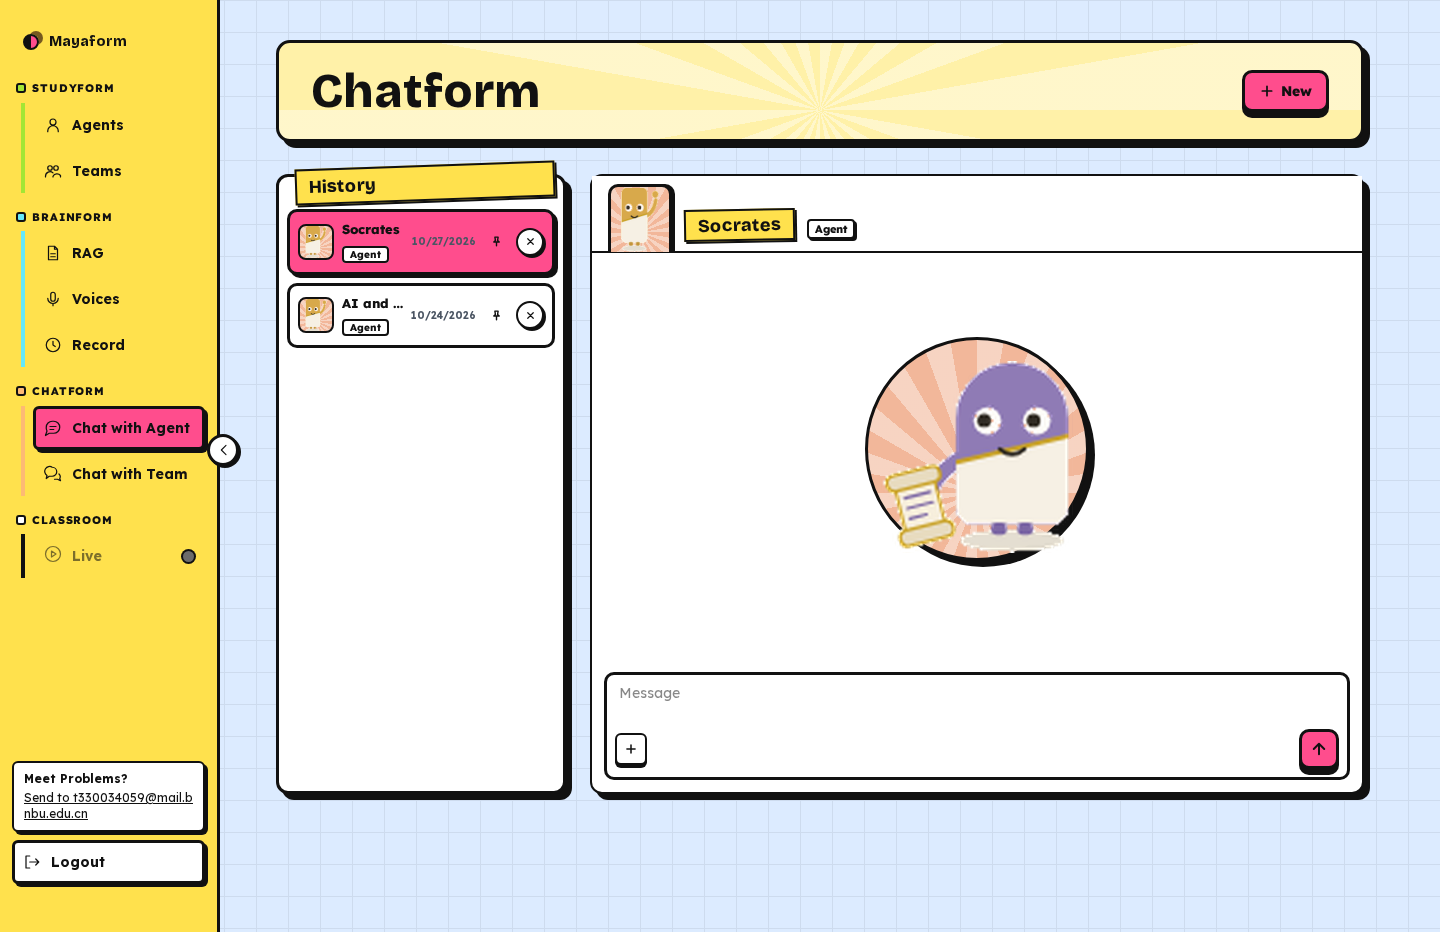 Mayaform
STUDYFORM
Agents
Teams
BRAINFORM
RAG
Voices
Record
CHATFORM
Chat with Agent
Chat with Team
CLASSROOM
Live
Meet Problems?
Send to t330034059@mail.b
nbu.edu.cn
Logout
Chatform
New
History
Socrates
10/27/2026
Agent
AI and ...
10/24/2026
Agent
Socrates
Agent
Message